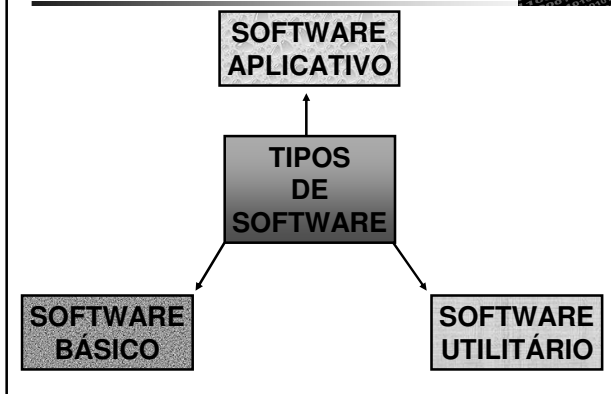 SOFTWARE
APLICATIVO
TIPOS
DE
SOFTWARE
SOFTWARE
BÁSICO
SOFTWARE
UTILITÁRIO